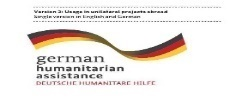 Version 3: Usage in unilateral projects abroad
Single version in English and German
german
humanitarian
assistance
DEUTSCHE HUMANITÄRE HILFE